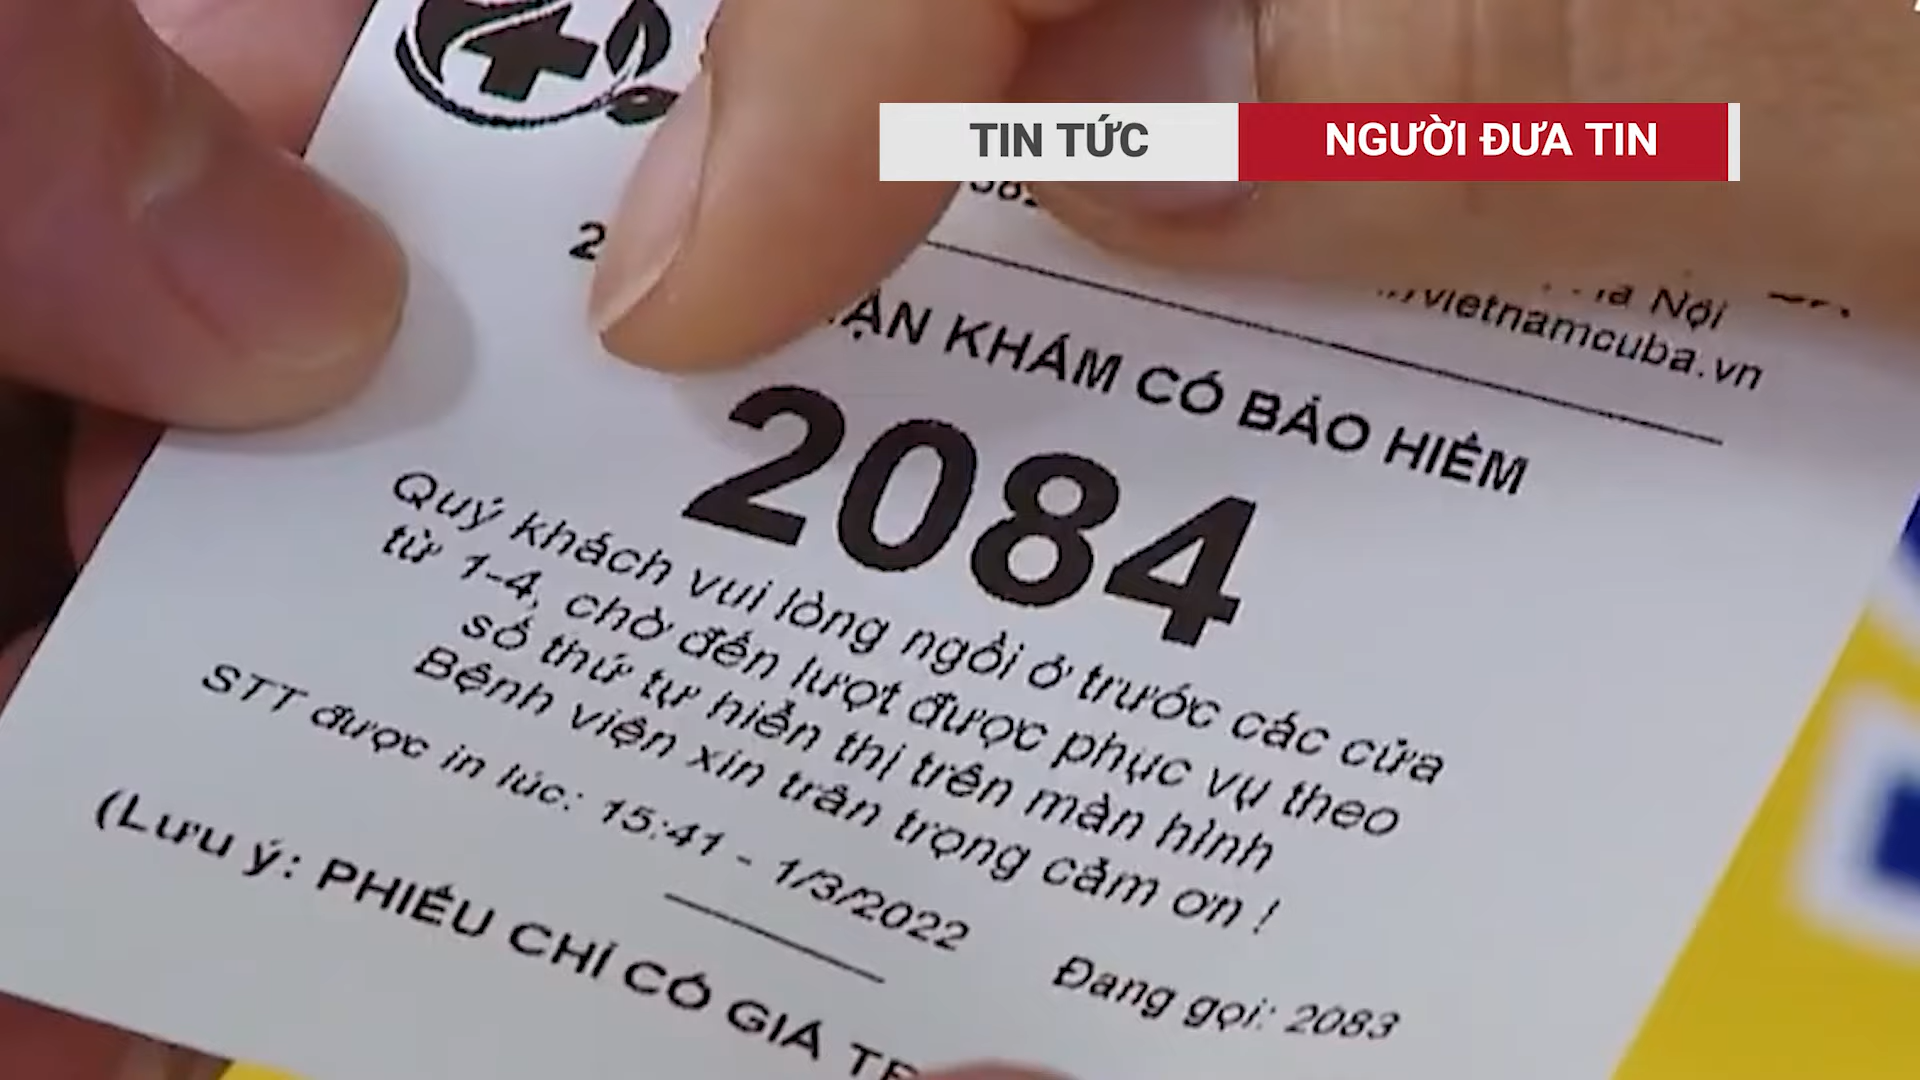 TIN TỨC NGƯỜI ĐƯA TIN
Nội
vietnamcuba.vn
KHÁM CÓ BẢO HIỂM
2084
Quý khách vui lòng ngồi ở trước các cửa
từ 1-4, chờ đến lượt được phục vụ theo
số thứ tự hiển thị trên màn hình
Bệnh viện xin trân trọng cảm ơn !
STT được in lúc: 15:41 - 1/3/2022
Đang gọi: 2083
(Lưu ý: PHIẾU CHỈ CÓ GIÁ